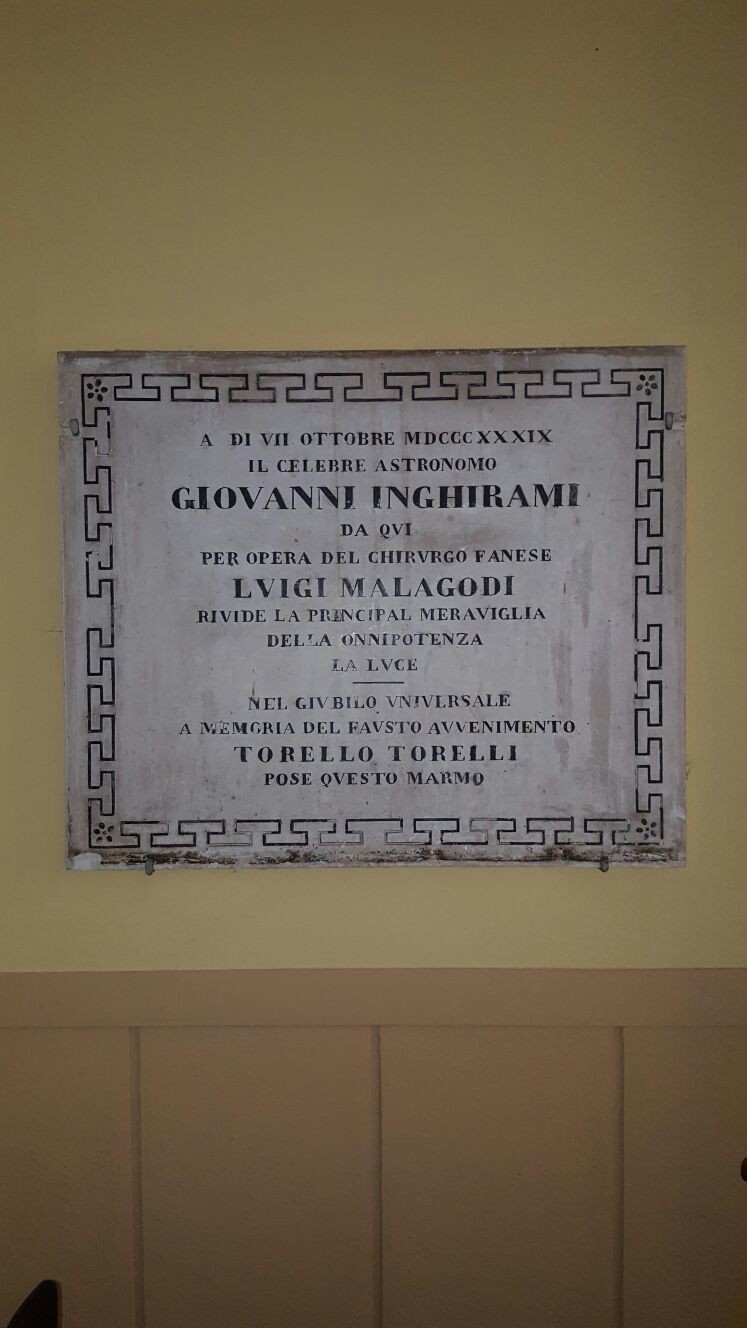 A DI VII OTTOBRE MDCCCXXXIX
IL CELEBRE ASTRONOMO
GIOVANNI INGHIRAMI
DA QVI
PER OPERA DEL CHIRVRGO FANESE
LVIGI MALAGODI
RIVIDE LA PRINCIPAL MERAVIGLIA
DELLA ONNIPOTENZA
LA LVCE
NEL GIVBILO VNIVERSALE
A MEMORIA DEL FAVSTO AVVENIMENTO
TORELLO TORELLI
POSE QVESTO MARMO